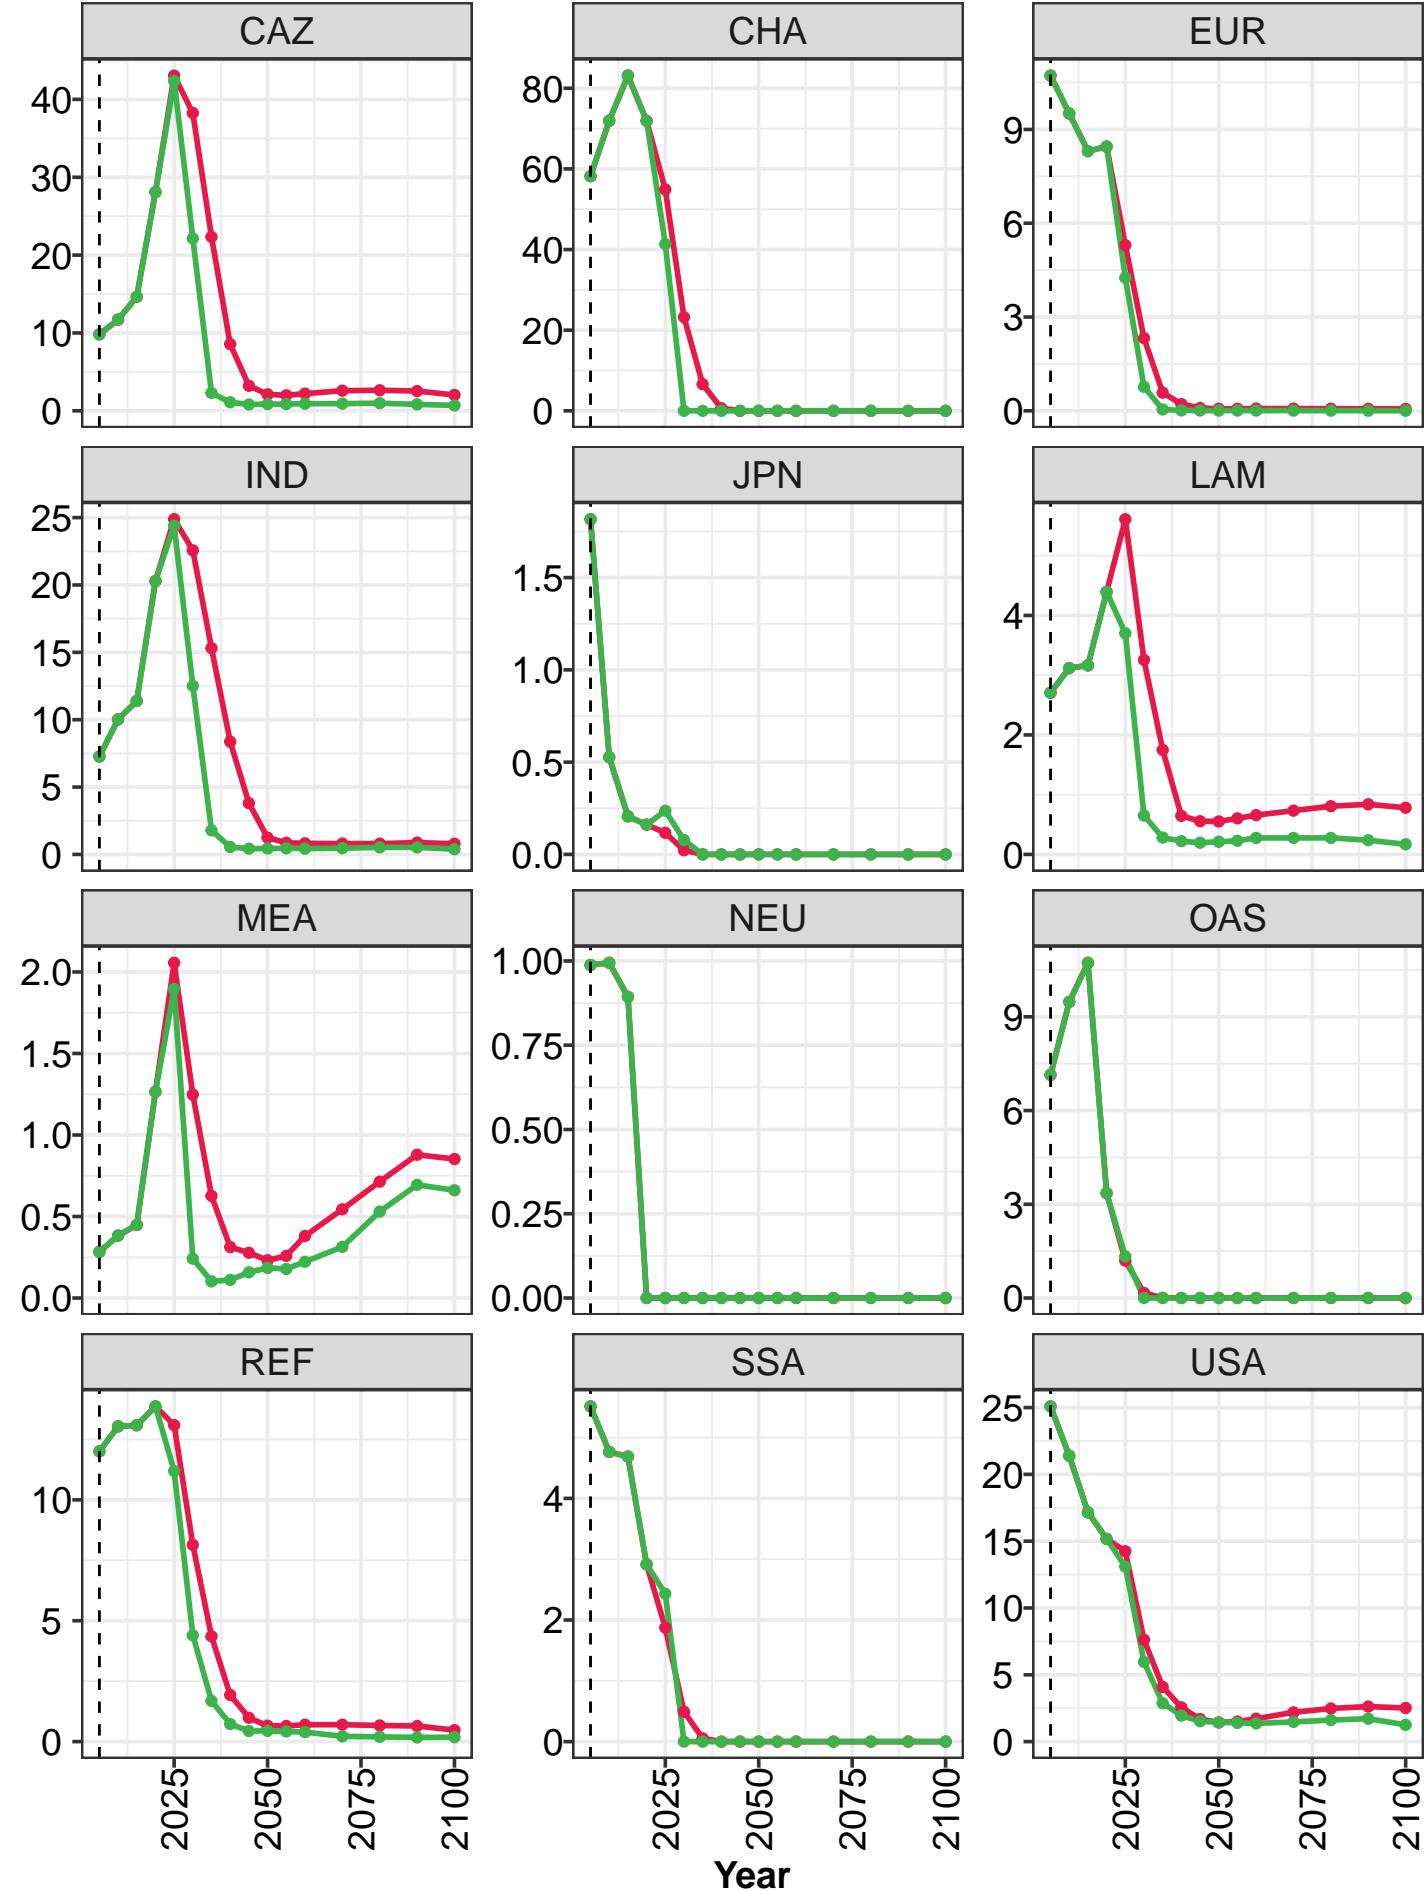 CAZ CHA EUR
40 30 20 10 0
80 60 40 20 0
9 6 3 0
IND JPN LAM
25 20 15 10 5 0
1.5 1.0 0.5 0.0
4 2 0
MEA NEU OAS
2.0 1.5 1.0 0.5 0.0
1.00 0.75 0.50 0.25 0.00
9 6 3 0
REF SSA USA
10 5 0
4 2 0
25 20 15 10 5 0
2025 2050 2075 2100
2025 2050 2075 2100
2025 2050 2075 2100
Year